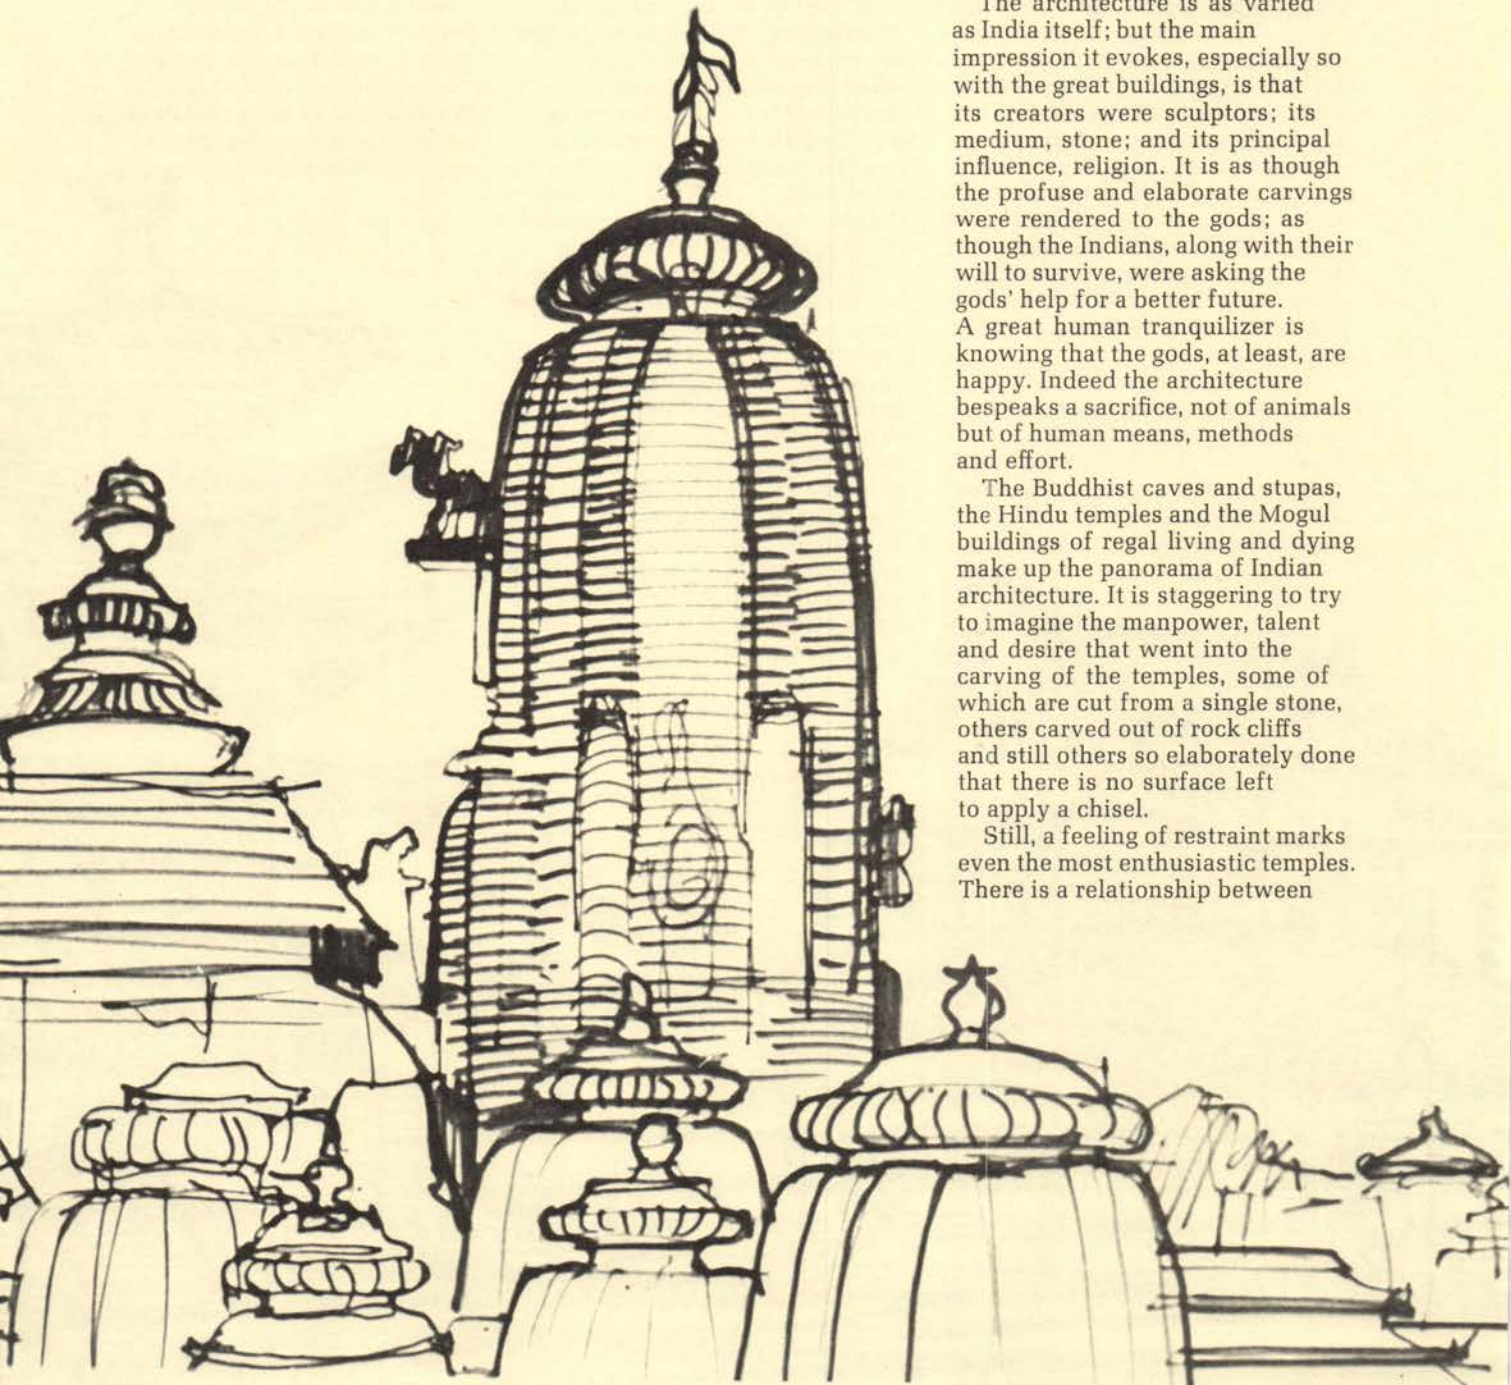 The architecture is as varied
as India itself; but the main
impression it evokes, especially so
with the great buildings, is that
its creators were sculptors; its
medium, stone; and its principal
influence, religion. It is as though
the profuse and elaborate carvings
were rendered to the gods; as
though the Indians, along with their
will to survive, were asking the
gods' help for a better future.
A great human tranquilizer is
knowing that the gods, at least, are
happy. Indeed the architecture
bespeaks a sacrifice, not of animals
but of human means, methods
and effort.
The Buddhist caves and stupas,
the Hindu temples and the Mogul
buildings of regal living and dying
make up the panorama of Indian
architecture. It is staggering to try
to imagine the manpower, talent
and desire that went into the
carving of the temples, some of
which are cut from a single stone,
others carved out of rock cliffs
and still others so elaborately done
that there is no surface left
to apply a chisel.
Still, a feeling of restraint marks
even the most enthusiastic temples.
There is a relationship between